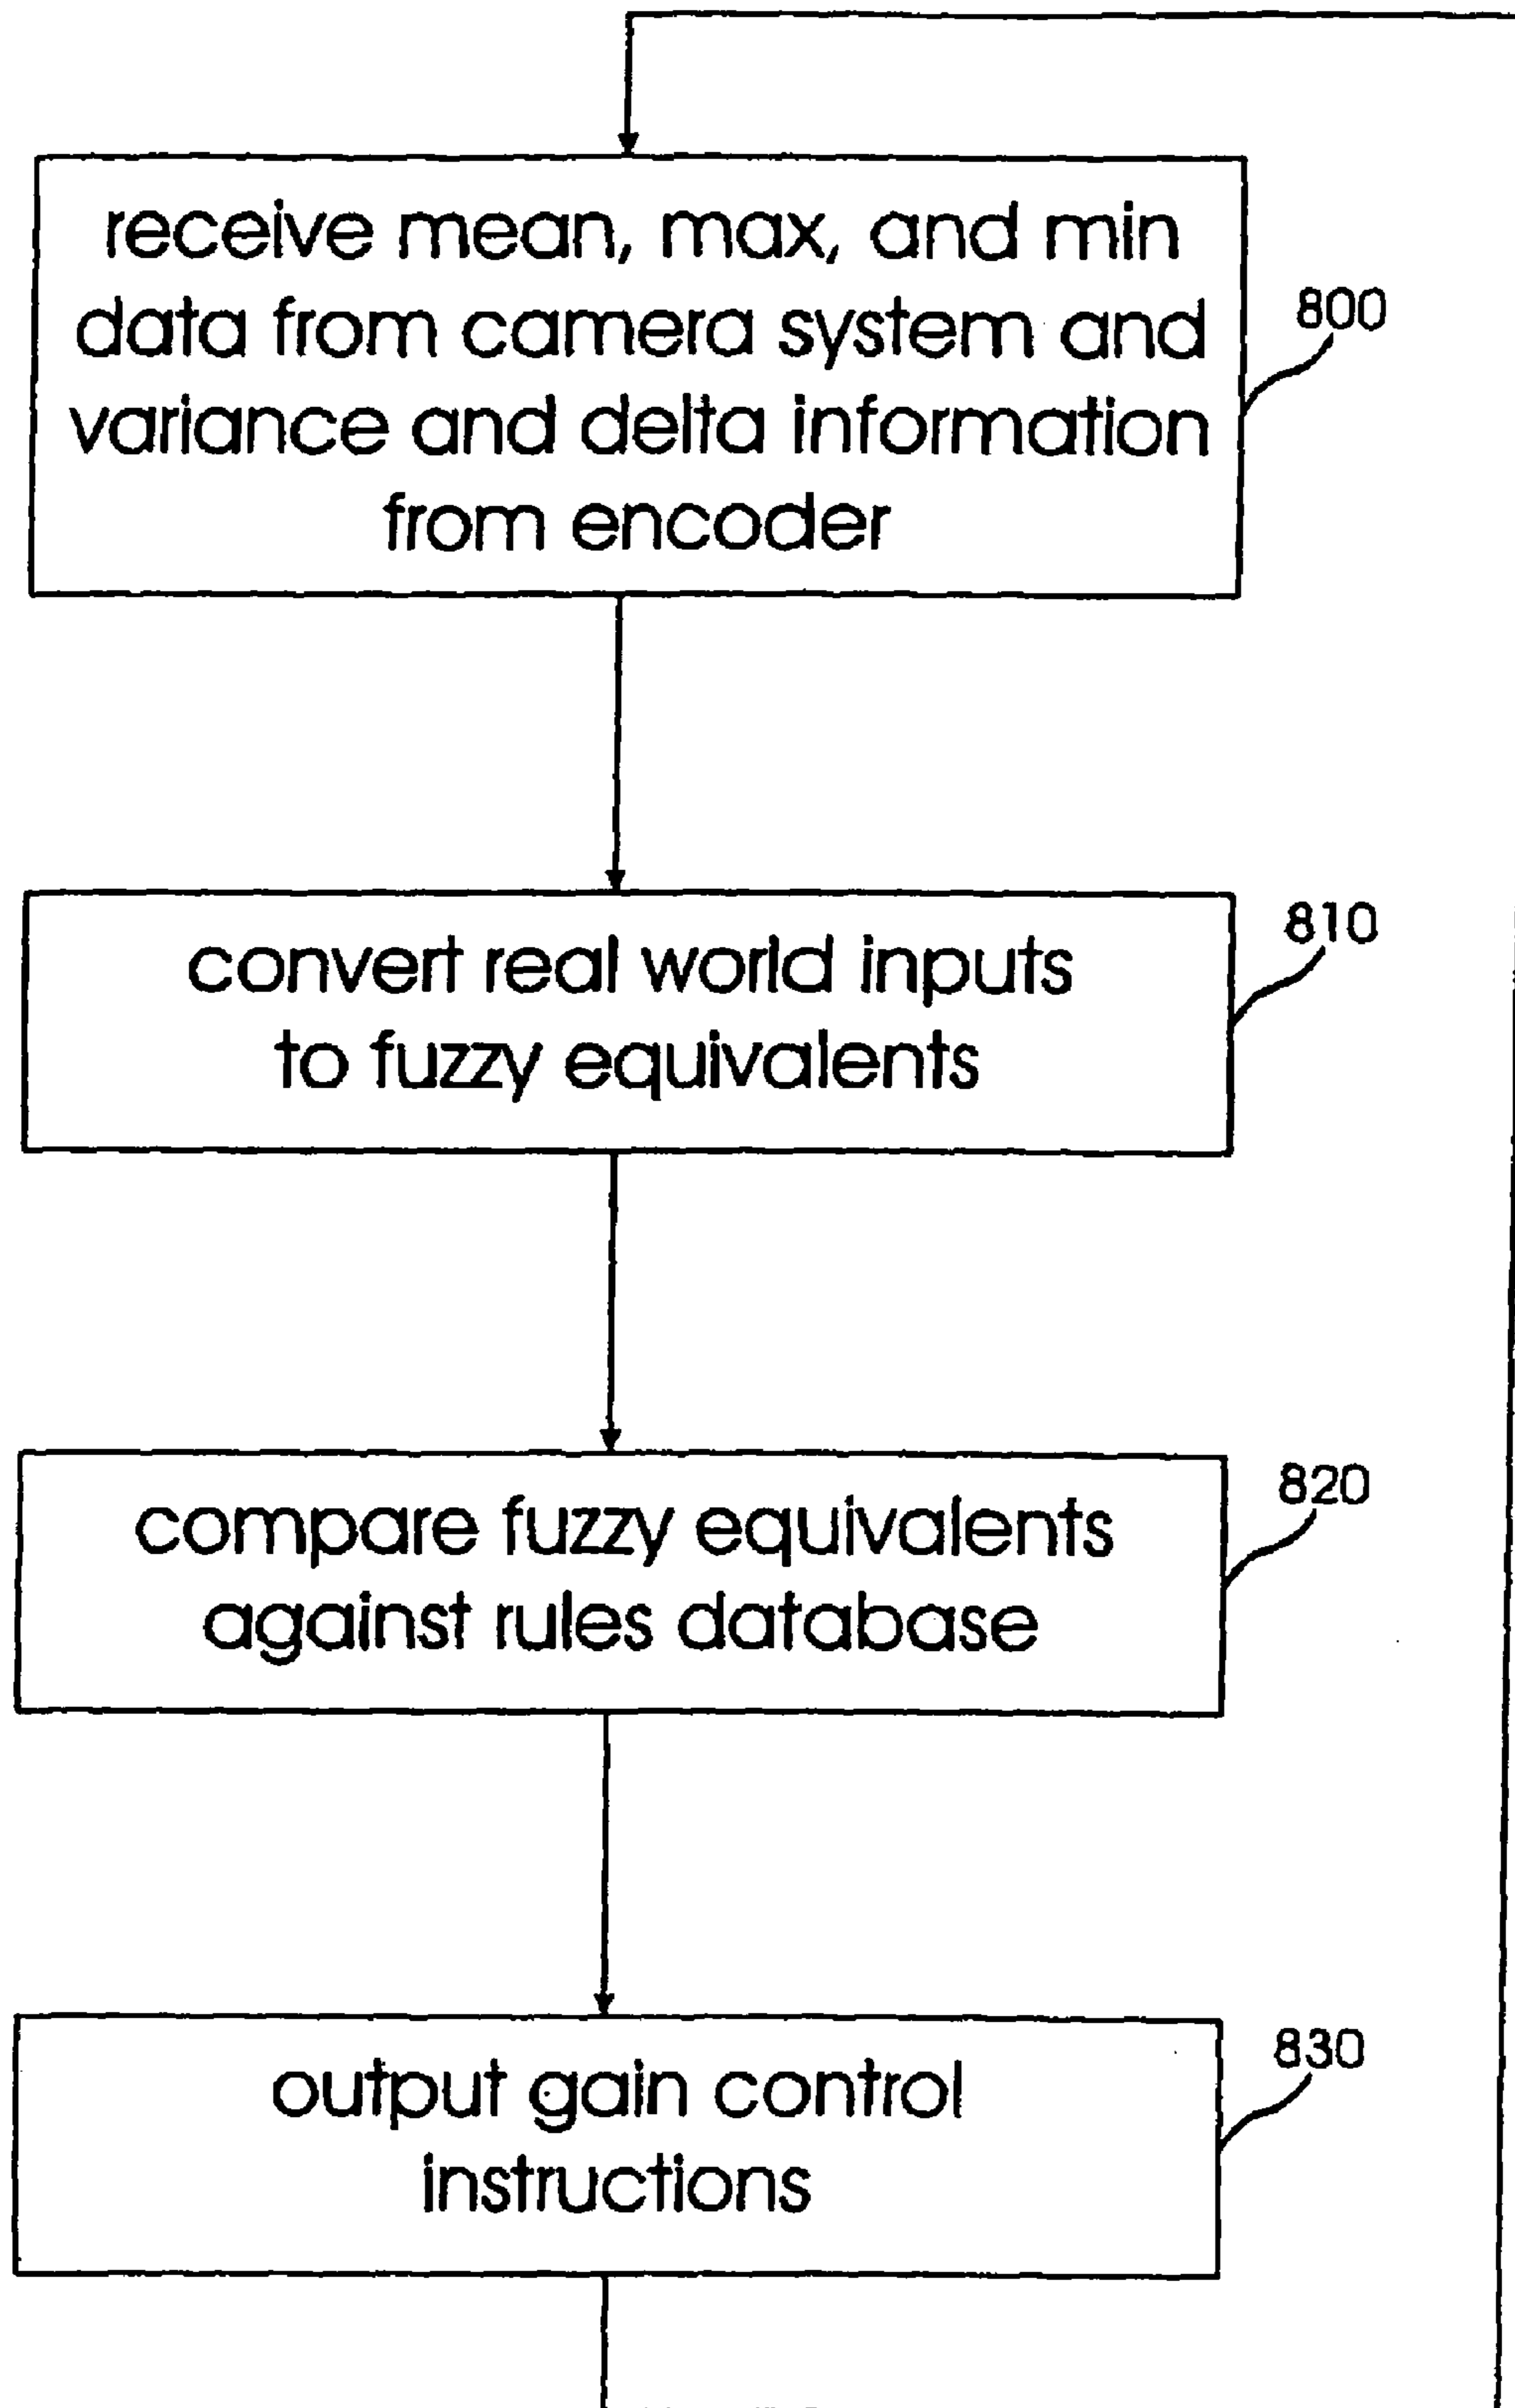 receive mean, max, and min
data from camera system and
variance and delta information
from encoder
800
convert real world inputs
to fuzzy equivalents
810
compare fuzzy equivalents
against rules database
820
output gain control
instructions
830